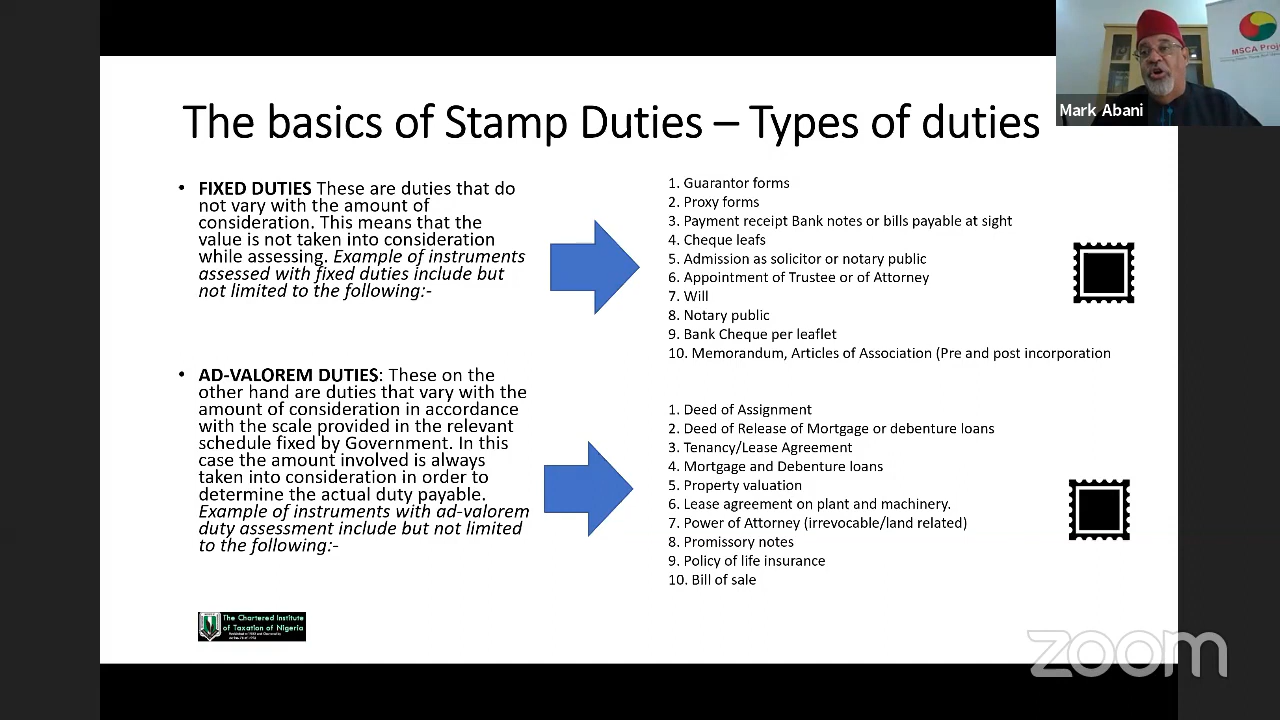 The basics of Stamp Duties – Types of duties
• FIXED DUTIES These are duties that do
not vary with the amount of
consideration. This means that the
value is not taken into consideration
while assessing. Example of instruments
assessed with fixed duties include but
not limited to the following:-
1. Guarantor forms
2. Proxy forms
3. Payment receipt Bank notes or bills payable at sight
4. Cheque leafs
5. Admission as solicitor or notary public
6. Appointment of Trustee or of Attorney
7. Will
8. Notary public
9. Bank Cheque per leaflet
10. Memorandum, Articles of Association (Pre and post incorporation
• AD-VALOREM DUTIES: These on the
other hand are duties that vary with the
amount of consideration in accordance
with the scale provided in the relevant
schedule fixed by Government. In this
case the amount involved is always
taken into consideration in order to
determine the actual duty payable.
Example of instruments with ad-valorem
duty assessment include but not limited
to the following:-
1. Deed of Assignment
2. Deed of Release of Mortgage or debenture loans
3. Tenancy/Lease Agreement
4. Mortgage and Debenture loans
5. Property valuation
6. Lease agreement on plant and machinery.
7. Power of Attorney (irrevocable/land related)
8. Promissory notes
9. Policy of life insurance
10. Bill of sale
The Chartered Institute
of Taxation of Nigeria
MSCA Proj
Mark Abani
zoom